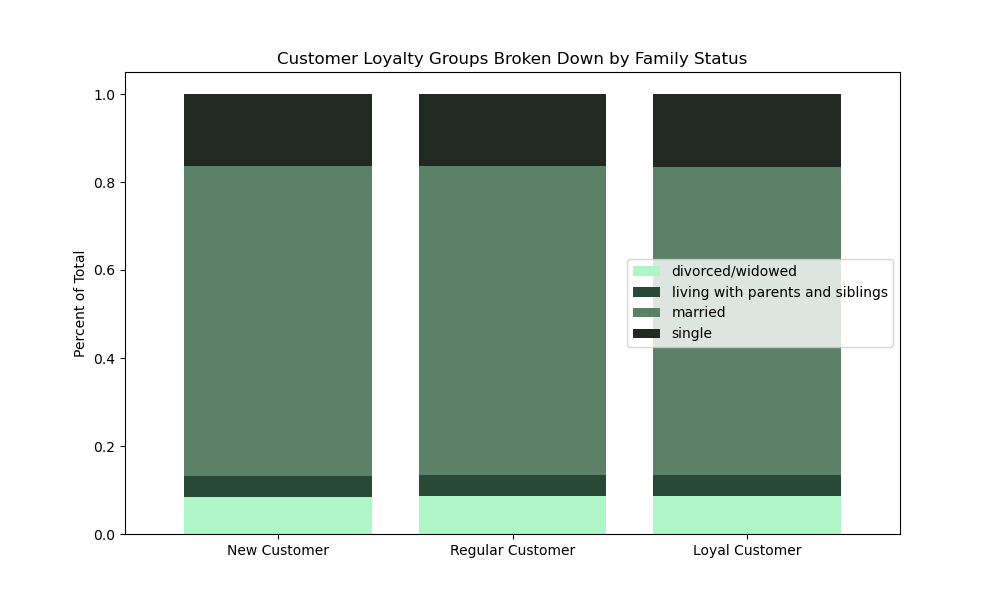 Customer Loyalty Groups Broken Down by Family Status
Percent of Total
1.0
0.8
0.6
0.4
0.2
0.0
divorced/widowed
living with parents and siblings
married
single
New Customer
Regular Customer
Loyal Customer